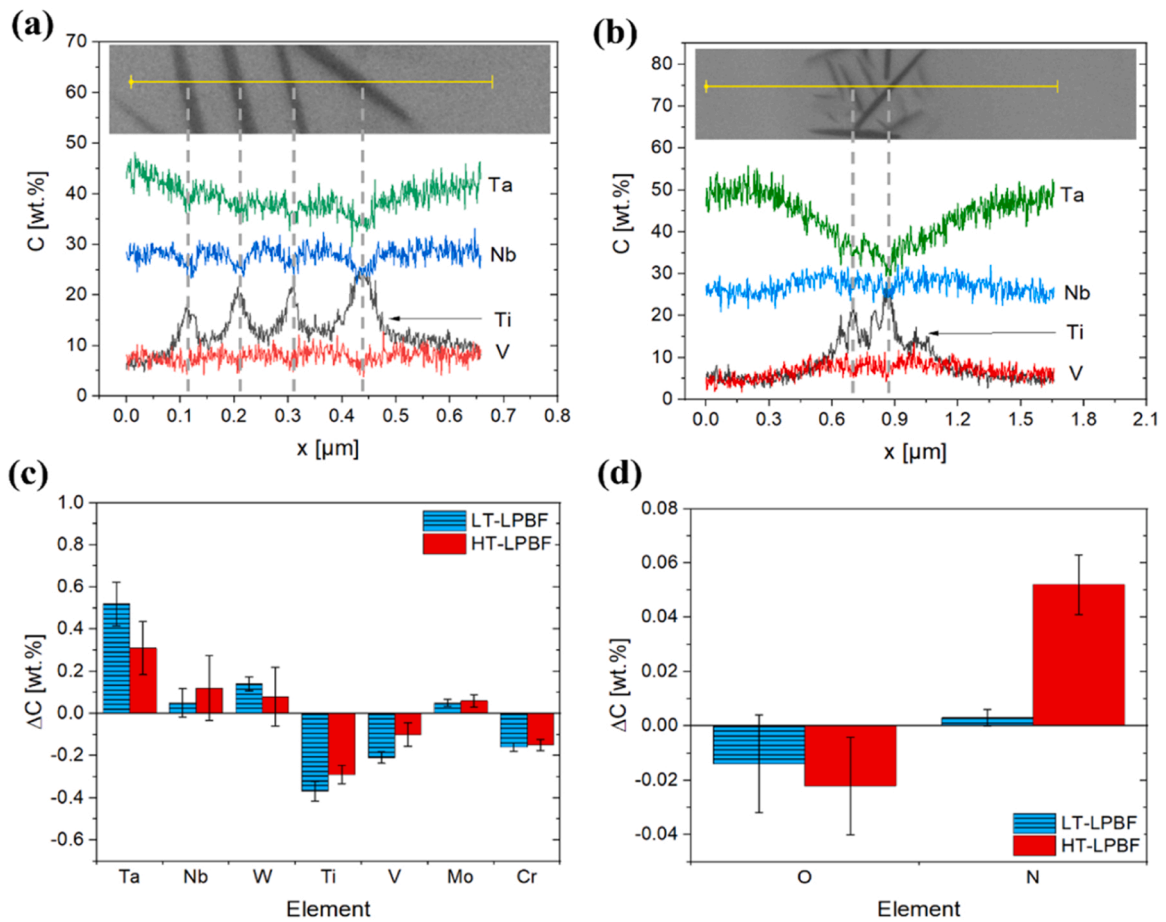 (a)
70
60
50
40
30
20
10
0
C [wt.%]
Ta
Nb
Ti
V
0.0 0.1 0.2 0.3 0.4 0.5 0.6 0.7 0.8
x [µm]
(b)
80
70
60
50
40
30
20
10
0
C [wt.%]
Ta
Nb
Ti
V
0.0 0.3 0.6 0.9 1.2 1.5 1.8 2.1
x [µm]
(c)
1.0
0.8
0.6
0.4
0.2
0.0
-0.2
-0.4
-0.6
ΔC [wt.%]
LT-LPBF
HT-LPBF
Ta Nb W Ti V Mo Cr
Element
(d)
0.08
0.06
0.04
0.02
0.00
-0.02
-0.04
ΔC [wt.%]
LT-LPBF
HT-LPBF
O N
Element